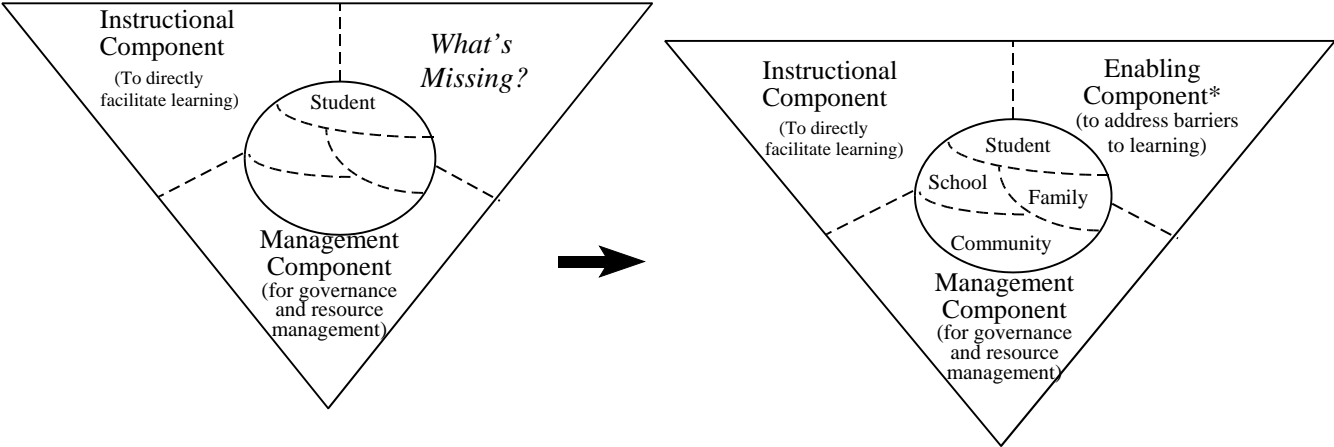 Instructional
Component
(To directly
facilitate learning)
What's
Missing?
Student
Management
Component
(for governance
and resource
management)
Instructional
Component
(To directly
facilitate learning)
Enabling
Component*
(to address barriers
to learning)
Student
School
Family
Community
Management
Component
(for governance
and resource
management)